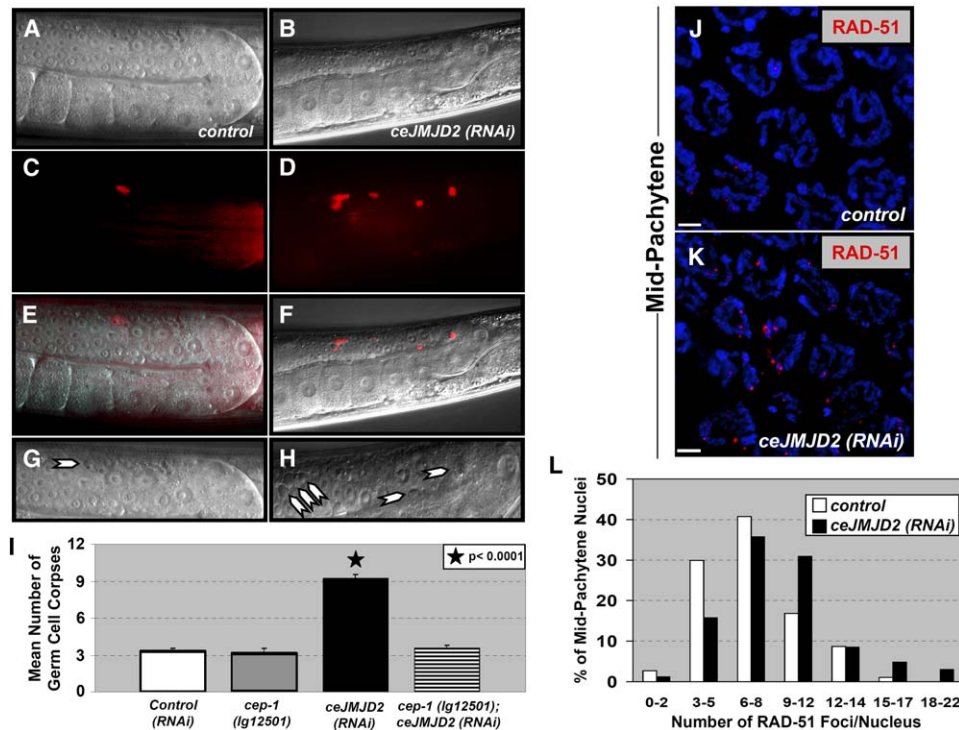 A
control
B
ceJMJD2 (RNAi)
C
D
E
F
G
H
I
Mean Number of
Germ Cell Corpses
12
9
6
3
0
★ p< 0.0001
Control
(RNAi)
cep-1
(lg12501)
ceJMJD2
(RNAi)
cep-1 (lg12501);
ceJMJD2 (RNAi)
Mid-Pachytene
J
RAD-51
control
K
RAD-51
ceJMJD2 (RNAi)
L
% of Mid-Pachytene Nuclei
50
40
30
20
10
0
control
ceJMJD2 (RNAi)
0-2
3-5
6-8
9-12
12-14
15-17
18-22
Number of RAD-51 Foci/Nucleus